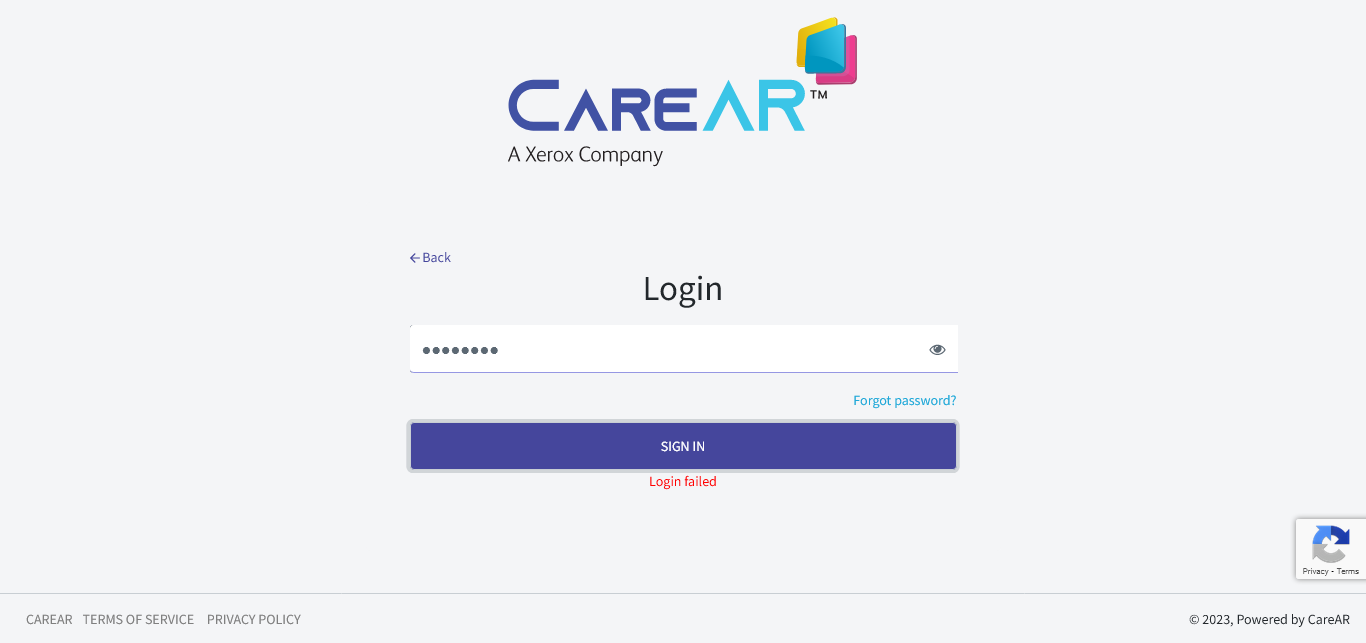 CAREAR™
A Xerox Company
Back
Login
••••••••
Forgot password?
SIGN IN
Login failed
Privacy - Terms
CAREAR TERMS OF SERVICE PRIVACY POLICY
© 2023, Powered by CareAR